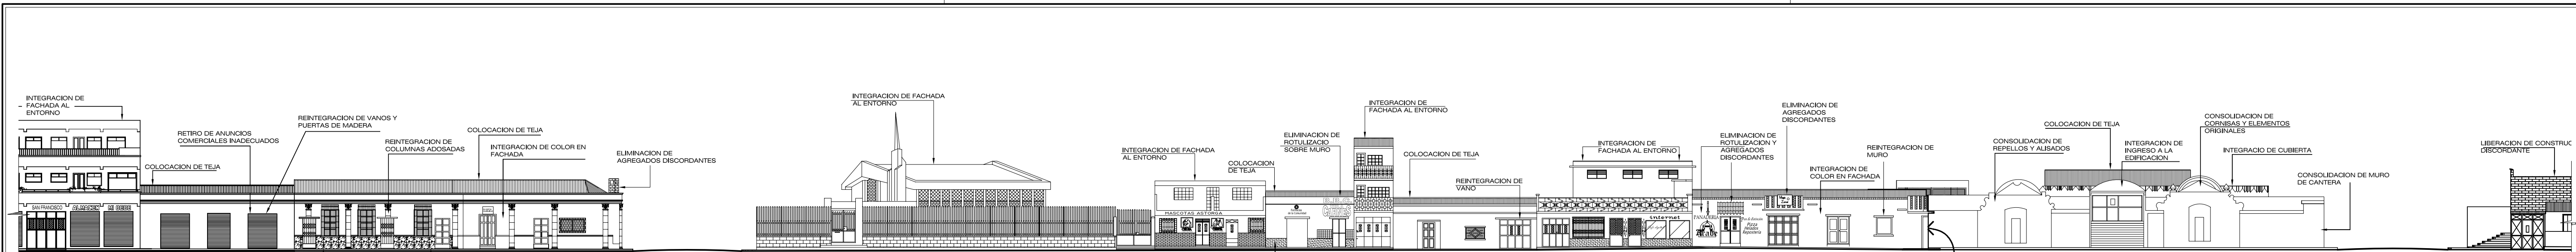 INTEGRACION DE
FACHADA AL
ENTORNO
SAN FRANCISCO
ALMACEN
MI BEBE
COLOCACION DE TEJA
RETIRO DE ANUNCIOS
COMERCIALES INADECUADOS
REINTEGRACION DE VANOS Y
PUERTAS DE MADERA
REINTEGRACION DE
COLUMNAS ADOSADAS
COLOCACION DE TEJA
INTEGRACION DE COLOR EN
FACHADA
ELIMINACION DE
AGREGADOS DISCORDANTES
INTEGRACION DE FACHADA
AL ENTORNO
INTEGRACION DE FACHADA
AL ENTORNO
MASCOTAS ASTORGA
COLOCACION
DE TEJA
ELIMINACION DE
ROTULIZACIO
SOBRE MURO
INTEGRACION DE
FACHADA AL ENTORNO
COLOCACION DE TEJA
REINTEGRACION DE
VANO
INTEGRACION DE
FACHADA AL ENTORNO
Internet
ELIMINACION DE
ROTULIZACION Y
AGREGADOS
DISCORDANTES
PANADERIA
Pizza
Helados
Repostería
ELIMINACION DE
AGREGADOS
DISCORDANTES
INTEGRACION DE
COLOR EN FACHADA
REINTEGRACION DE
MURO
CONSOLIDACION DE
REPELLOS Y ALISADOS
COLOCACION DE TEJA
INTEGRACION DE
INGRESO A LA
EDIFICACION
CONSOLIDACION DE
CORNISAS Y ELEMENTOS
ORIGINALES
INTEGRACIO DE CUBIERTA
CONSOLIDACION DE MURO
DE CANTERA
LIBERACION DE CONSTRUC
DISCORDANTE